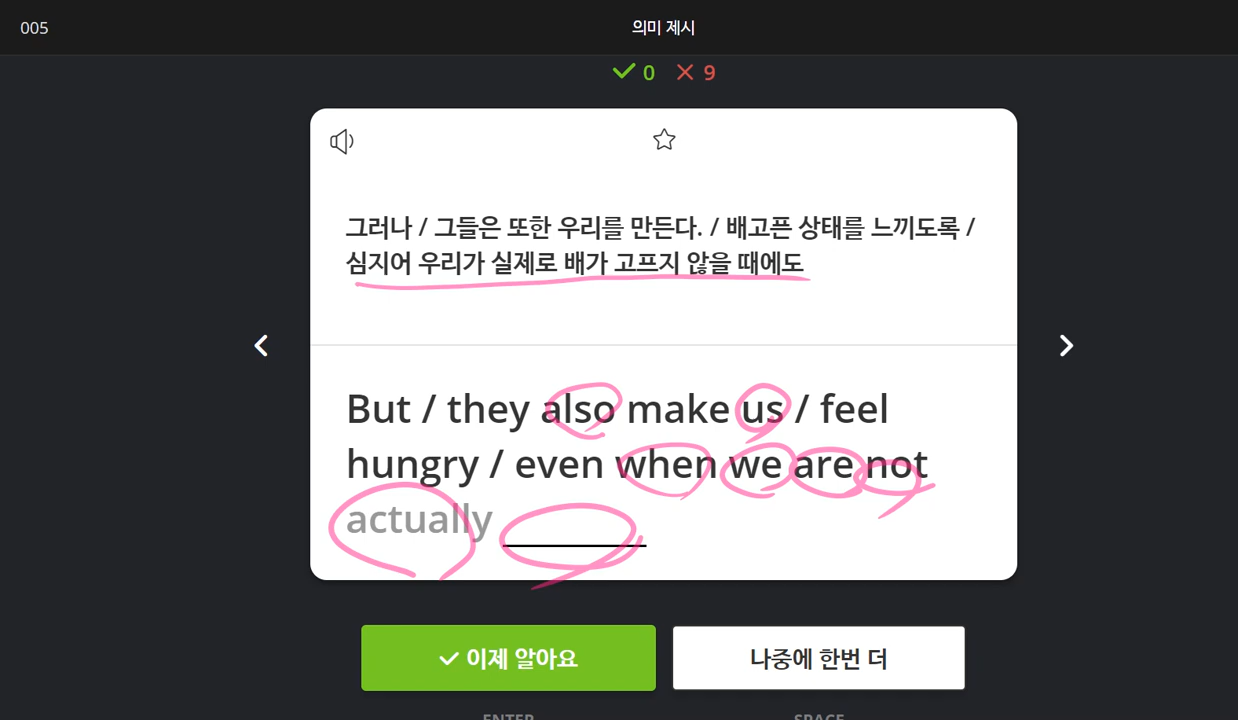 005
의미 제시
0 9
그러나 / 그들은 또한 우리를 만든다. / 배고픈 상태를 느끼도록 /
심지어 우리가 실제로 배가 고프지 않을 때에도
But / they also make us / feel
hungry / even when we are not
actually
이제 알아요
나중에 한번 더
ENTER
SPACE